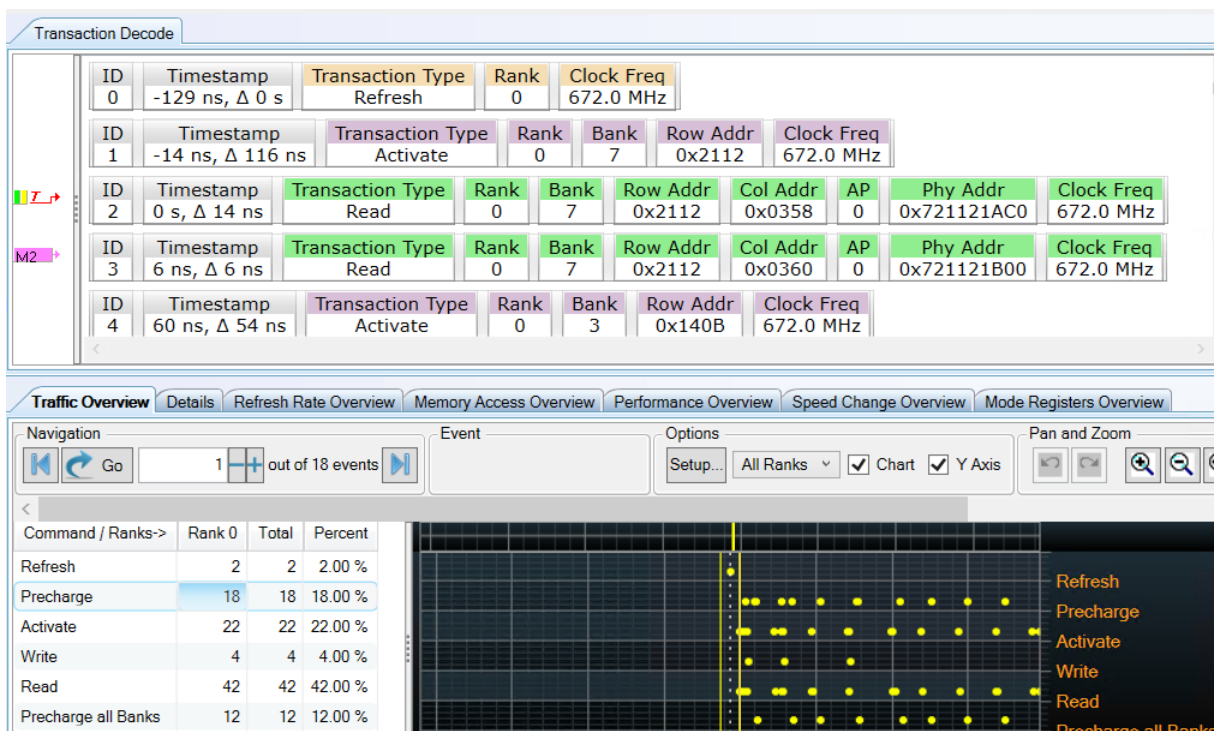 Transaction Decode
ID Timestamp Transaction Type Rank Clock Freq
0 -129 ns, Δ 0 s Refresh 0 672.0 MHz
ID Timestamp Transaction Type Rank Bank Row Addr Clock Freq
1 -14 ns, Δ 116 ns Activate 0 7 0x2112 672.0 MHz
ID Timestamp Transaction Type Rank Bank Row Addr Col Addr AP Phy Addr Clock Freq
T 2 0 s, Δ 14 ns Read 0 7 0x2112 0x0358 0 0x721121AC0 672.0 MHz
ID Timestamp Transaction Type Rank Bank Row Addr Col Addr AP Phy Addr Clock Freq
M2 3 6 ns, Δ 6 ns Read 0 7 0x2112 0x0360 0 0x721121B00 672.0 MHz
ID Timestamp Transaction Type Rank Bank Row Addr Clock Freq
4 60 ns, Δ 54 ns Activate 0 3 0x140B 672.0 MHz
Traffic Overview Details Refresh Rate Overview Memory Access Overview Performance Overview Speed Change Overview Mode Registers Overview
Navigation Event Options Pan and Zoom
Go 1 out of 18 events Setup... All Ranks Chart Y Axis
Command / Ranks-> Rank 0 Total Percent
Refresh 2 2 2.00 %
Precharge 18 18 18.00 %
Activate 22 22 22.00 %
Write 4 4 4.00 %
Read 42 42 42.00 %
Precharge all Banks 12 12 12.00 %
Refresh
Precharge
Activate
Write
Read
Precharge all Banks